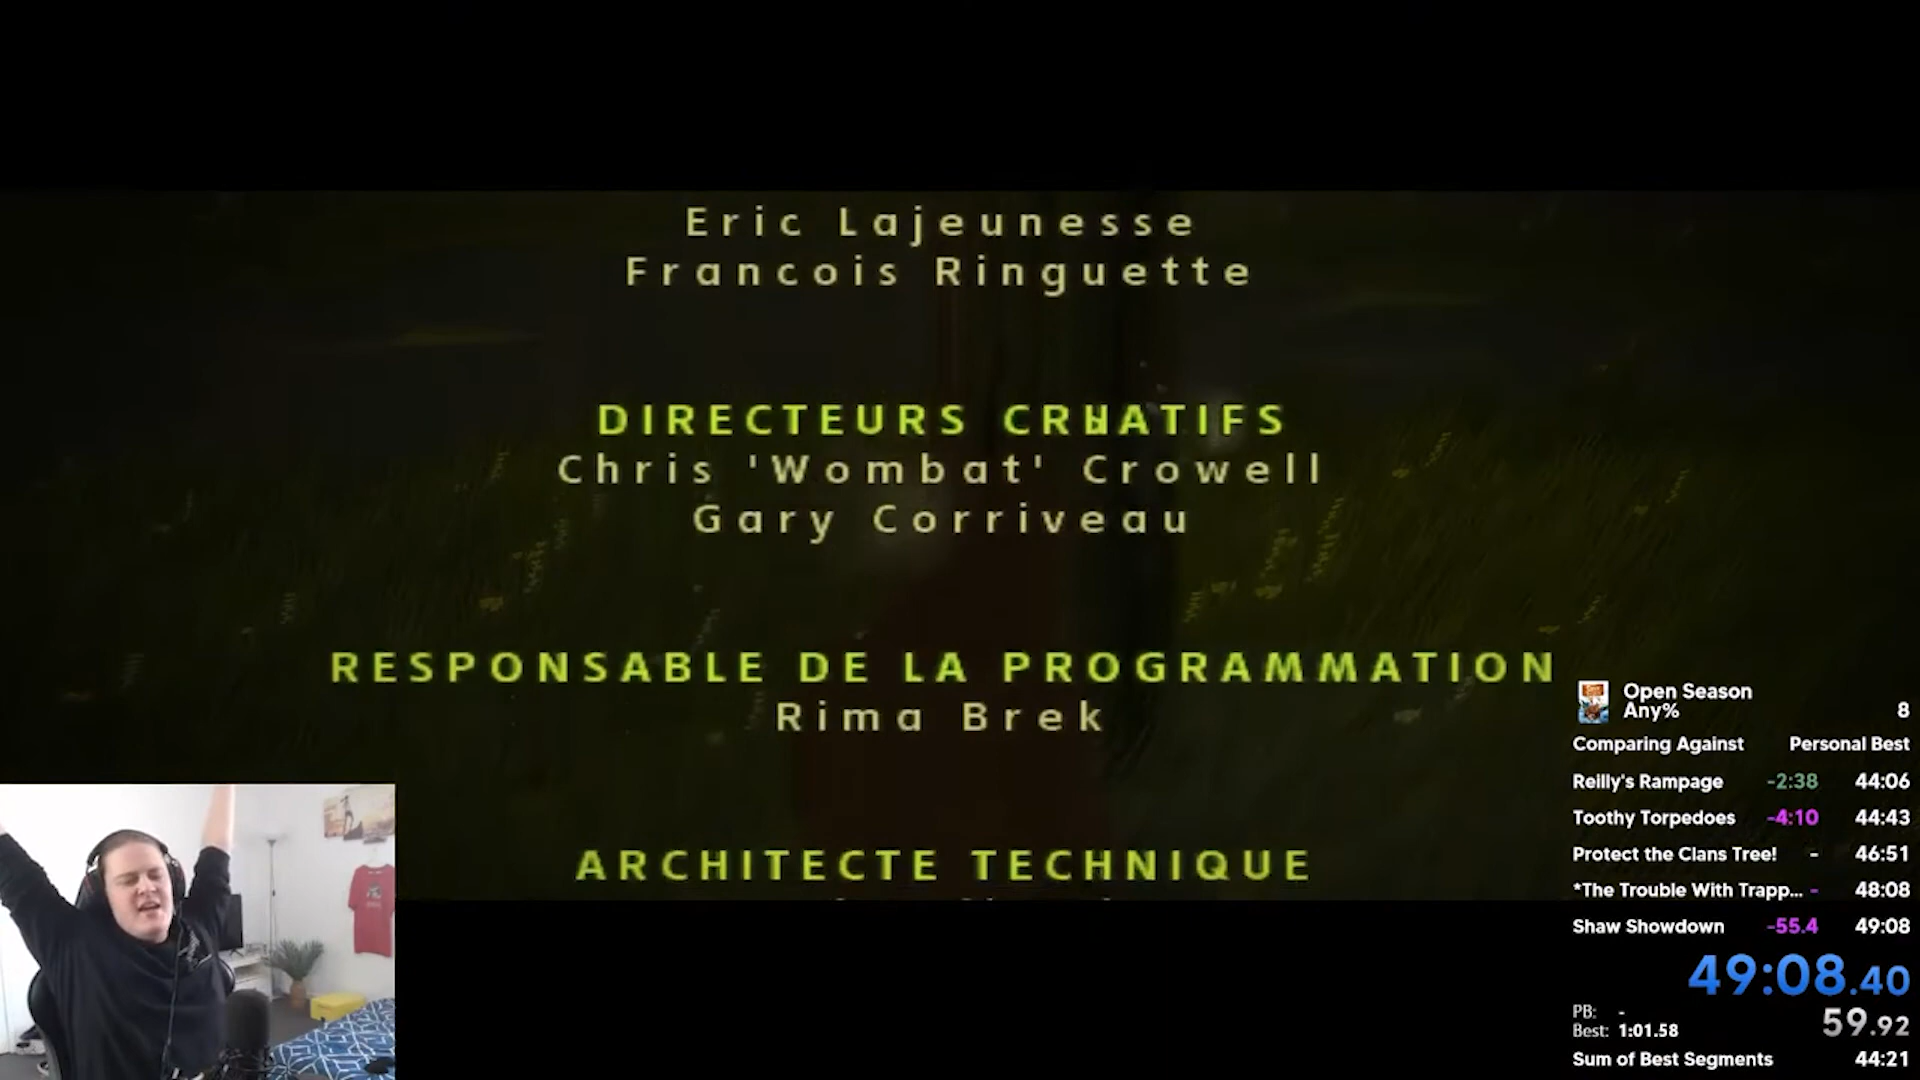 Eric Lajeunesse
Francois Ringuette
DIRECTEURS CRATIFS
Chris 'Wombat' Crowell
Gary Corriveau
RESPONSABLE DE LA PROGRAMMATION
Rima Brek
ARCHITECTE TECHNIQUE
Open Season
Any% 8
Comparing Against Personal Best
Reilly's Rampage -2:38 44:06
Toothy Torpedoes -4:10 44:43
Protect the Clans Tree! - 46:51
*The Trouble With Trapp... - 48:08
Shaw Showdown -55.4 49:08
49:08.40
PB: -
Best: 1:01.58
59.92
Sum of Best Segments 44:21